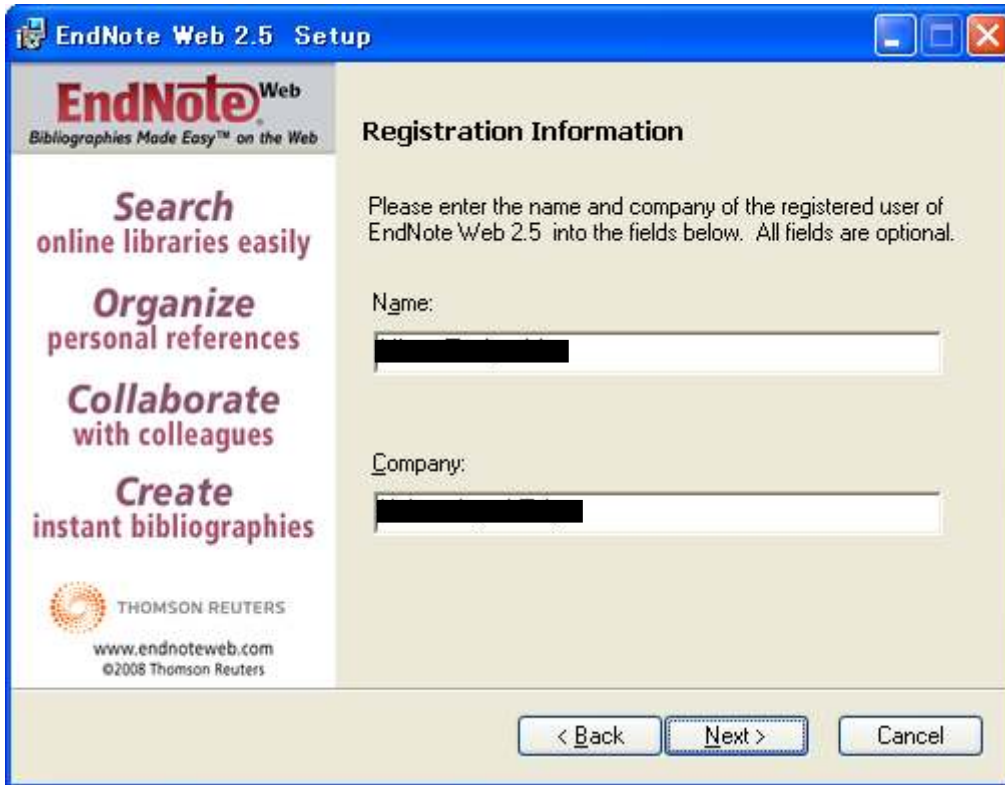 EndNote Web 2.5 Setup
EndNote Web
Bibliographies Made Easy™ on the Web
Search
online libraries easily
Organize
personal references
Collaborate
with colleagues
Create
instant bibliographies
THOMSON REUTERS
www.endnoteweb.com
©2008 Thomson Reuters
Registration Information
Please enter the name and company of the registered user of
EndNote Web 2.5 into the fields below. All fields are optional.
Name:
Company:
< Back
Next >
Cancel